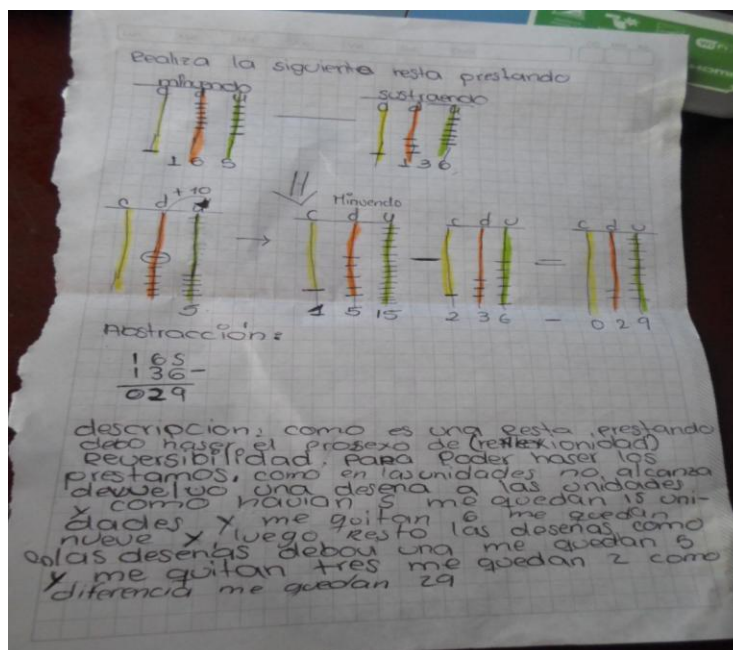 Realiza la siguiente resta prestando
minuendo
sustraendo
c d u
c d u
1 6 5
1 3 6
+10
c d u
Minuendo
c d u
c d u
c d u
→ − =
5
1 5 15
2 3 6 - 0 2 9
Abstracción:
165
136-
029
descripcion: como es una Resta prestando
debo haser el prosexo de (reflexionidad)
Reversibilidad. Para Poder haser los
prestamos. como en las unidades no alcanza
devuelvo una desena a las unidades
y como havian 5 me quedan 15 uni-
dades y me quitan 6 me quedan
nueve y luego Resto las desenas como
las desenas debou una me quedan 5
y me quitan tres me quedan 2 como
diferencia me quedan 29